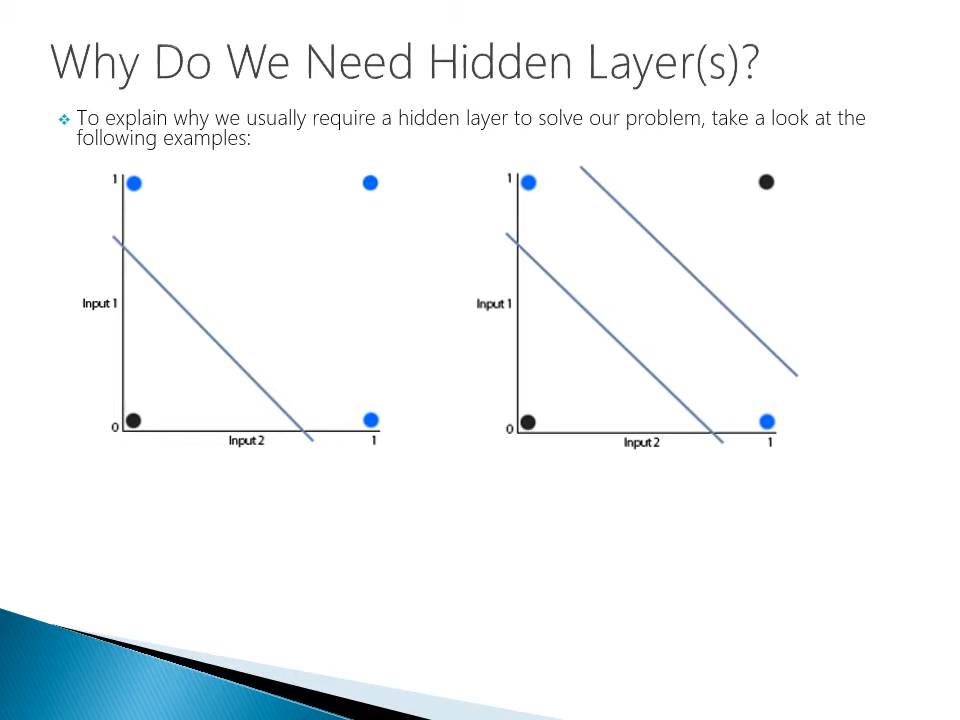 Why Do We Need Hidden Layer(s)?
To explain why we usually require a hidden layer to solve our problem, take a look at the
following examples:
1
Input 1
0
Input 2
1
1
Input 1
0
Input 2
1